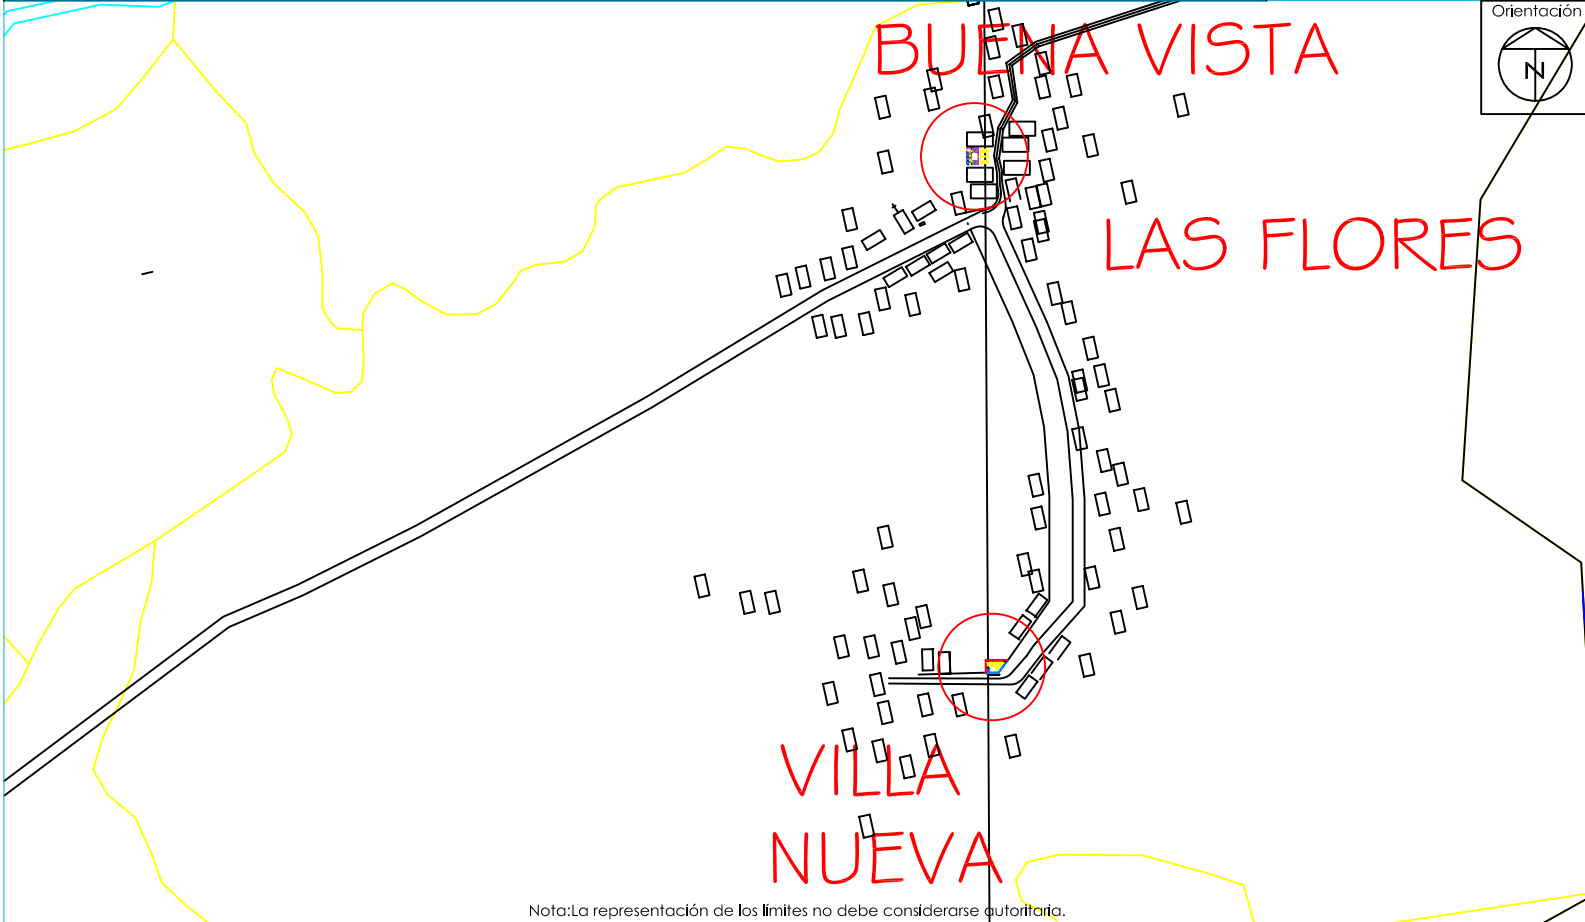 Orientación
N
BUENA VISTA
LAS FLORES
VILLA
NUEVA
Nota:La representación de los límites no debe considerarse autoritaria.